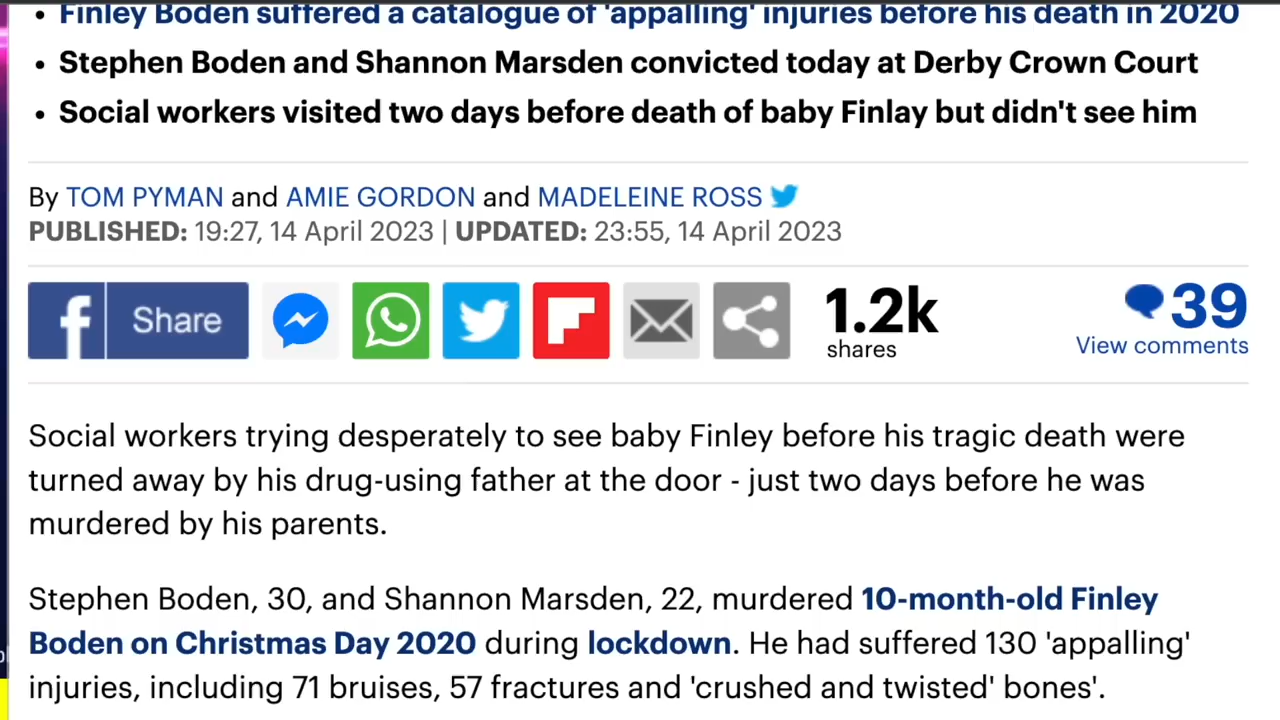 Finley Boden suffered a catalogue of 'appalling' injuries before his death in 2020
Stephen Boden and Shannon Marsden convicted today at Derby Crown Court
Social workers visited two days before death of baby Finlay but didn't see him
By TOM PYMAN and AMIE GORDON and MADELEINE ROSS
PUBLISHED: 19:27, 14 April 2023 | UPDATED: 23:55, 14 April 2023
f Share
1.2k
shares
39
View comments
Social workers trying desperately to see baby Finley before his tragic death were
turned away by his drug-using father at the door - just two days before he was
murdered by his parents.
Stephen Boden, 30, and Shannon Marsden, 22, murdered 10-month-old Finley
Boden on Christmas Day 2020 during lockdown. He had suffered 130 'appalling'
injuries, including 71 bruises, 57 fractures and 'crushed and twisted' bones'.